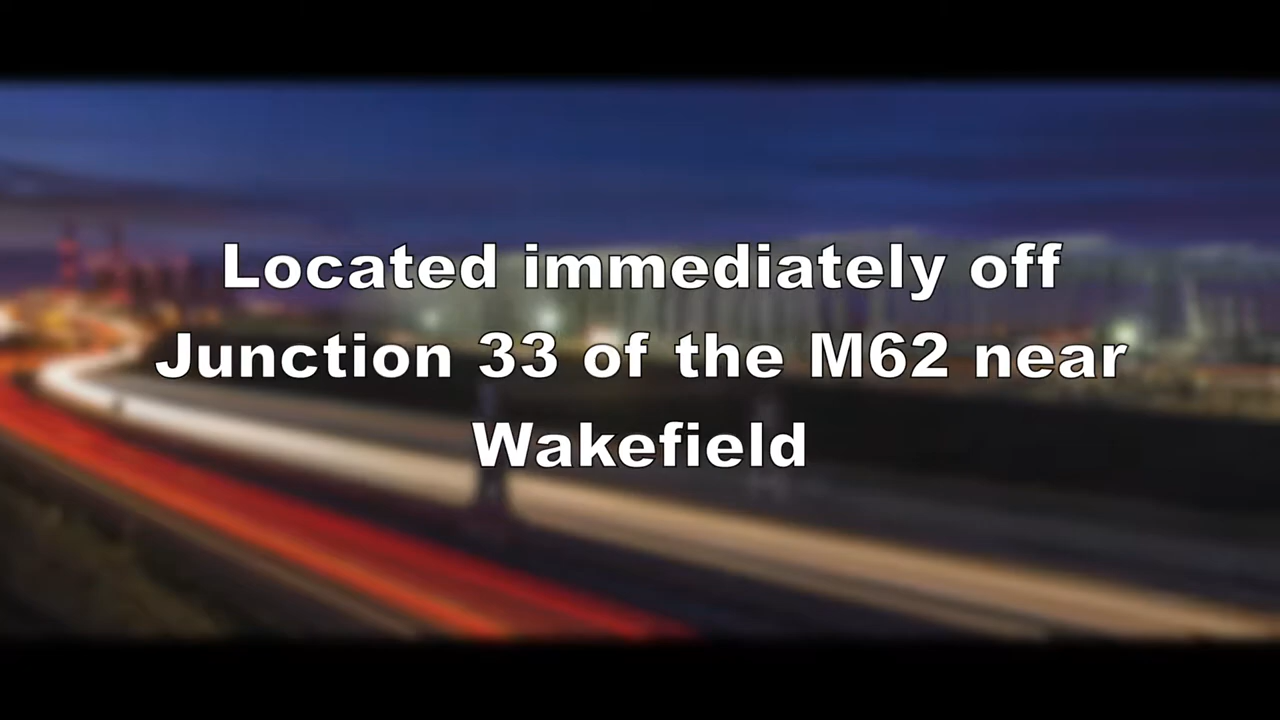 Located immediately off
Junction 33 of the M62 near
Wakefield